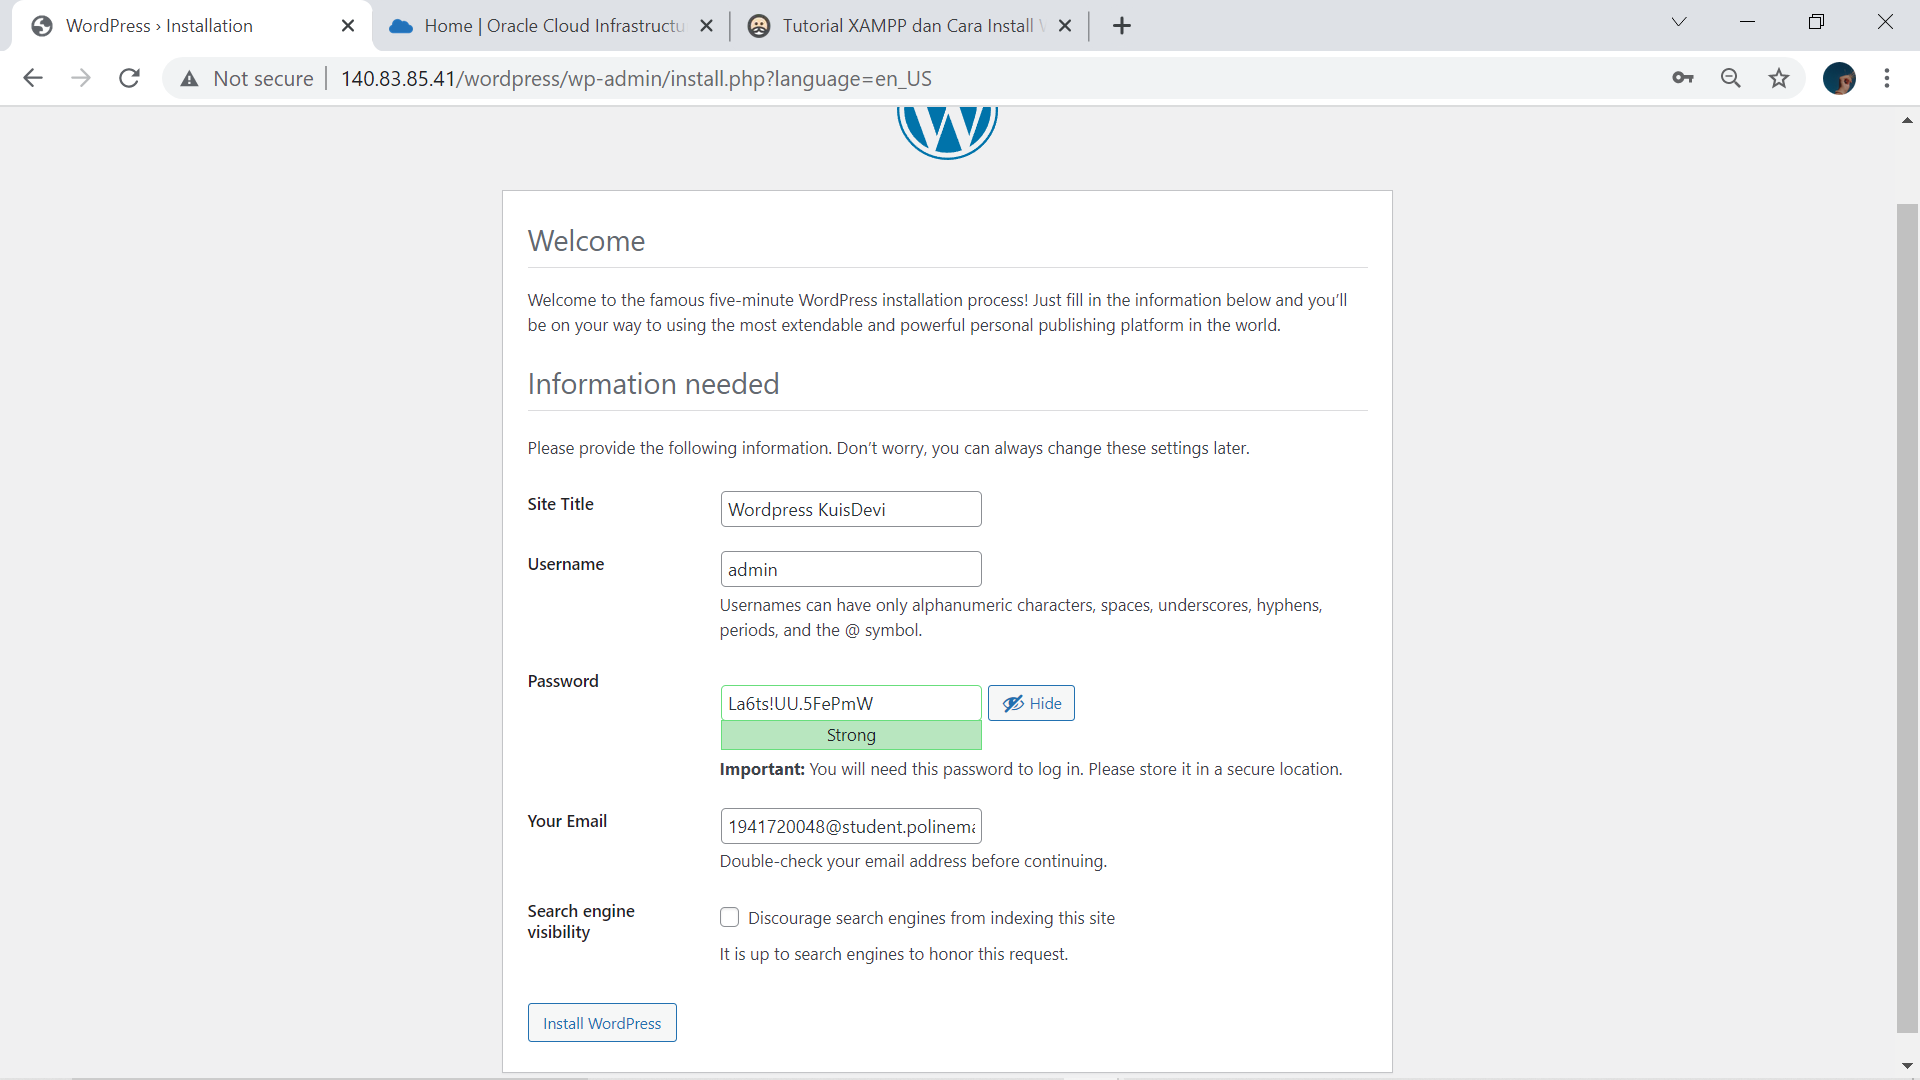 WordPress › Installation
Home | Oracle Cloud Infrastructu
Tutorial XAMPP dan Cara Install
Not secure
140.83.85.41/wordpress/wp-admin/install.php?language=en_US
Welcome
Welcome to the famous five-minute WordPress installation process! Just fill in the information below and you’ll
be on your way to using the most extendable and powerful personal publishing platform in the world.
Information needed
Please provide the following information. Don’t worry, you can always change these settings later.
Site Title
Wordpress KuisDevi
Username
admin
Usernames can have only alphanumeric characters, spaces, underscores, hyphens,
periods, and the @ symbol.
Password
La6ts!UU.5FePmW
Hide
Strong
Important: You will need this password to log in. Please store it in a secure location.
Your Email
1941720048@student.polinema
Double-check your email address before continuing.
Search engine
visibility
Discourage search engines from indexing this site
It is up to search engines to honor this request.
Install WordPress